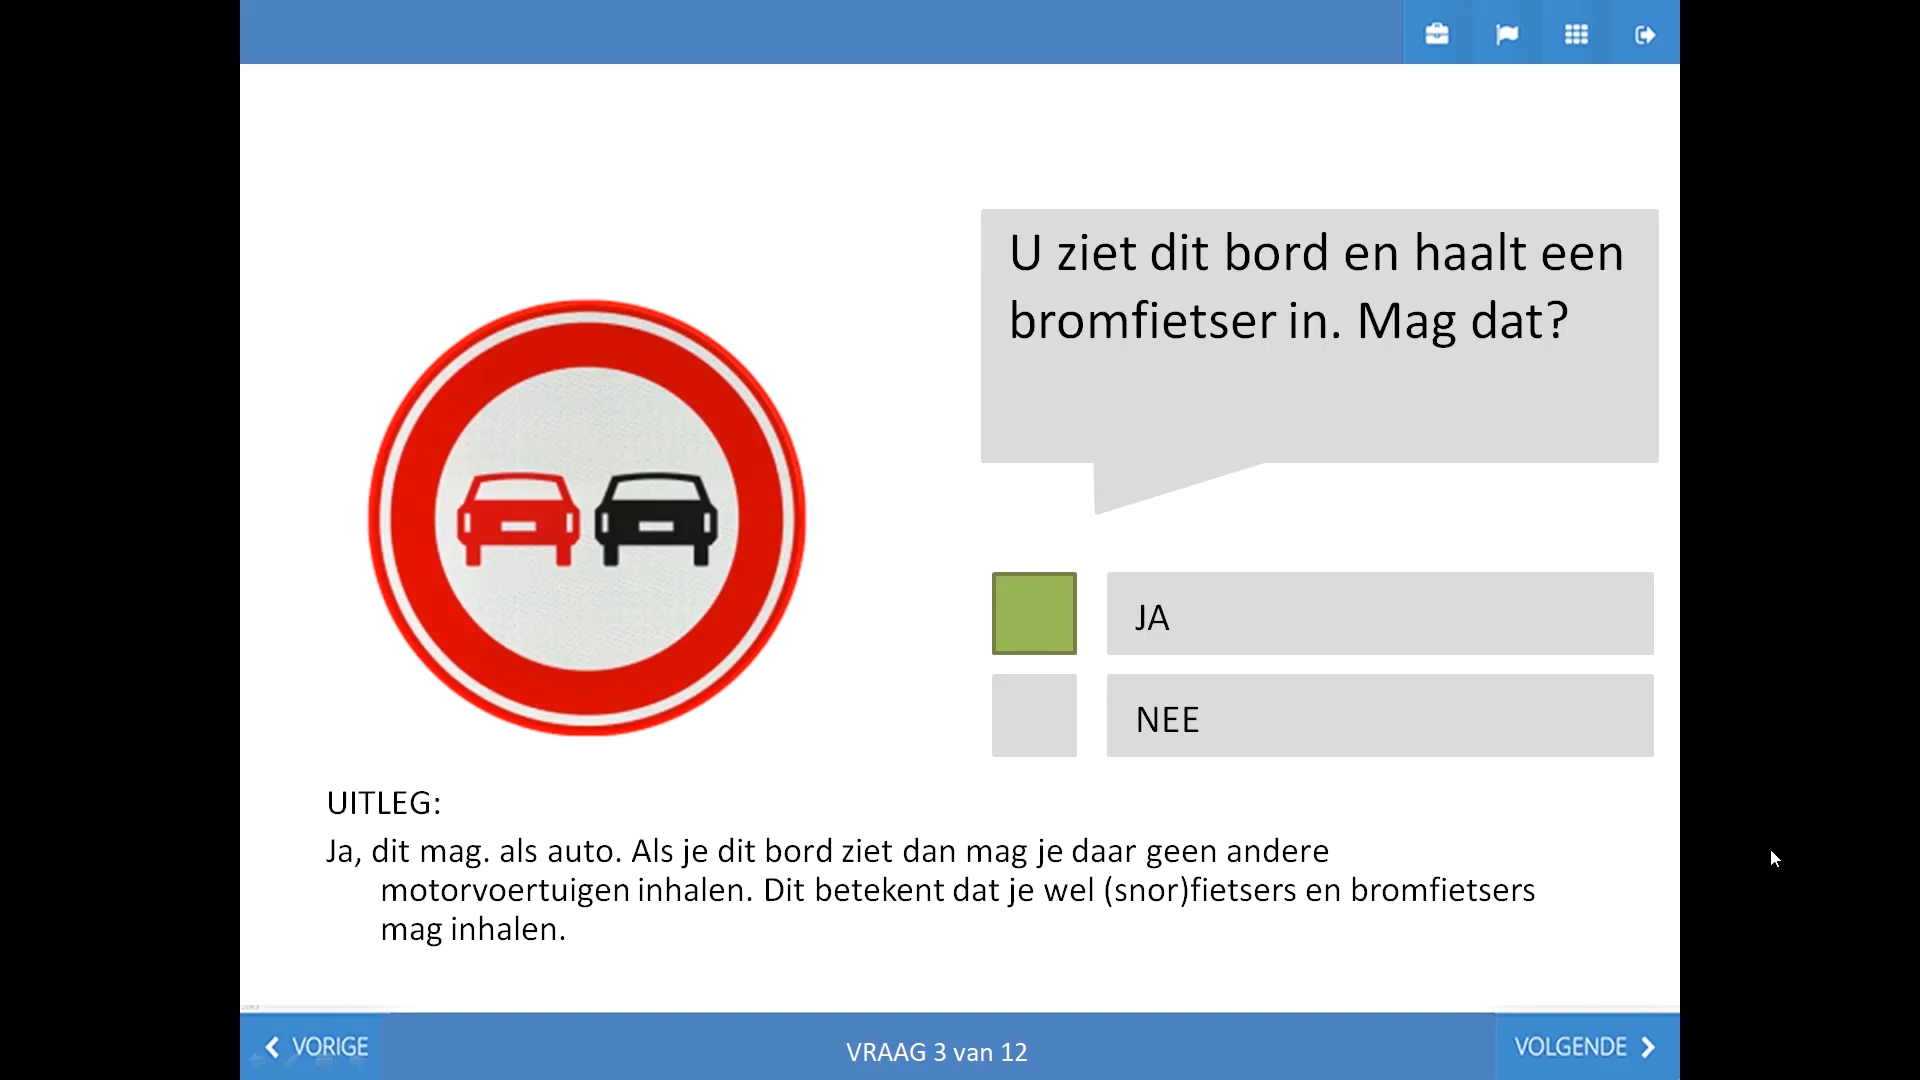 U ziet dit bord en haalt een
bromfietser in. Mag dat?
JA
NEE
UITLEG:
Ja, dit mag. als auto. Als je dit bord ziet dan mag je daar geen andere
motorvoertuigen inhalen. Dit betekent dat je wel (snor)fietsers en bromfietsers
mag inhalen.
VORIGE
VRAAG 3 van 12
VOLGENDE